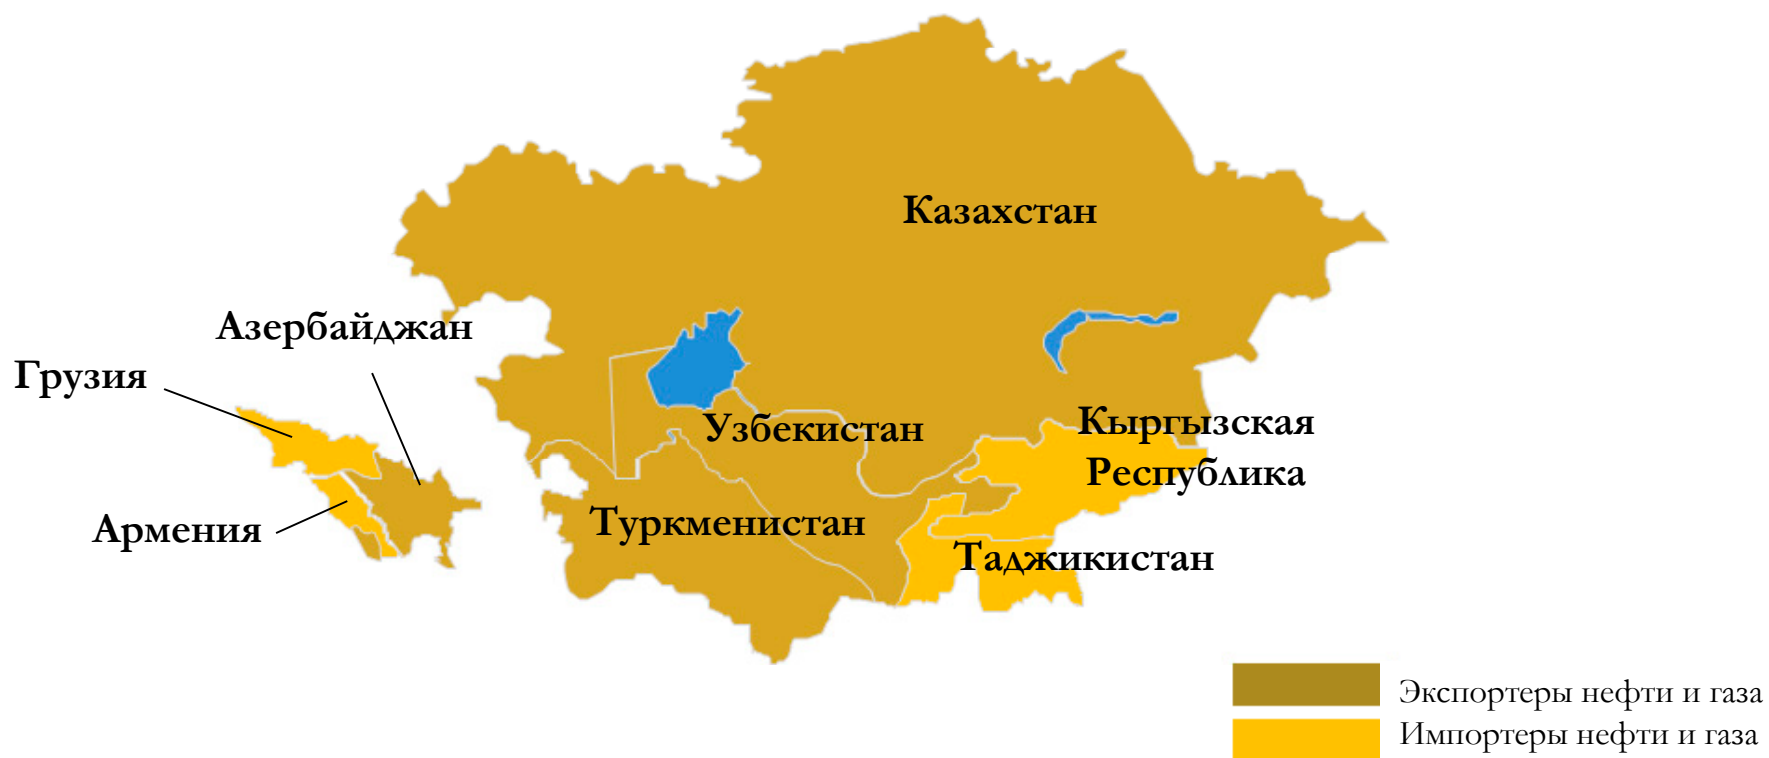 Казахстан
Азербайджан
Грузия
Узбекистан
Кыргызская
Республика
Туркменистан
Армения
Таджикистан
Экспортеры нефти и газа
Импортеры нефти и газа